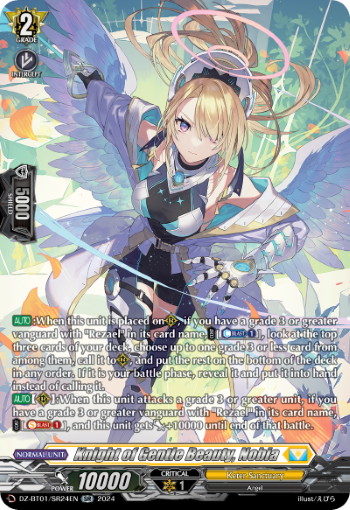 2
GRADE
INTERCEPT
5000
SHIELD
AUTO:When this unit is placed on R, if you have a grade 3 or greater
vanguard with "Rezael" in its card name, [BLAST 1], look at the top
three cards of your deck, choose up to one grade 3 or less card from
among them, call it to R, and put the rest on the bottom of the deck
in any order. If it is your battle phase, reveal it and put it into hand
instead of calling it.
AUTO:When this unit attacks a grade 3 or greater unit, if you
have a grade 3 or greater vanguard with "Rezael" in its card name,
[BLAST 1], and this unit gets +10000 until end of that battle.
NORMAL UNIT
Knight of Gentle Beauty, Nobia
POWER 10000
CRITICAL
1
Keter Sanctuary
Angel
DZ-BT01/SR24EN SR 2024
illust/えびら